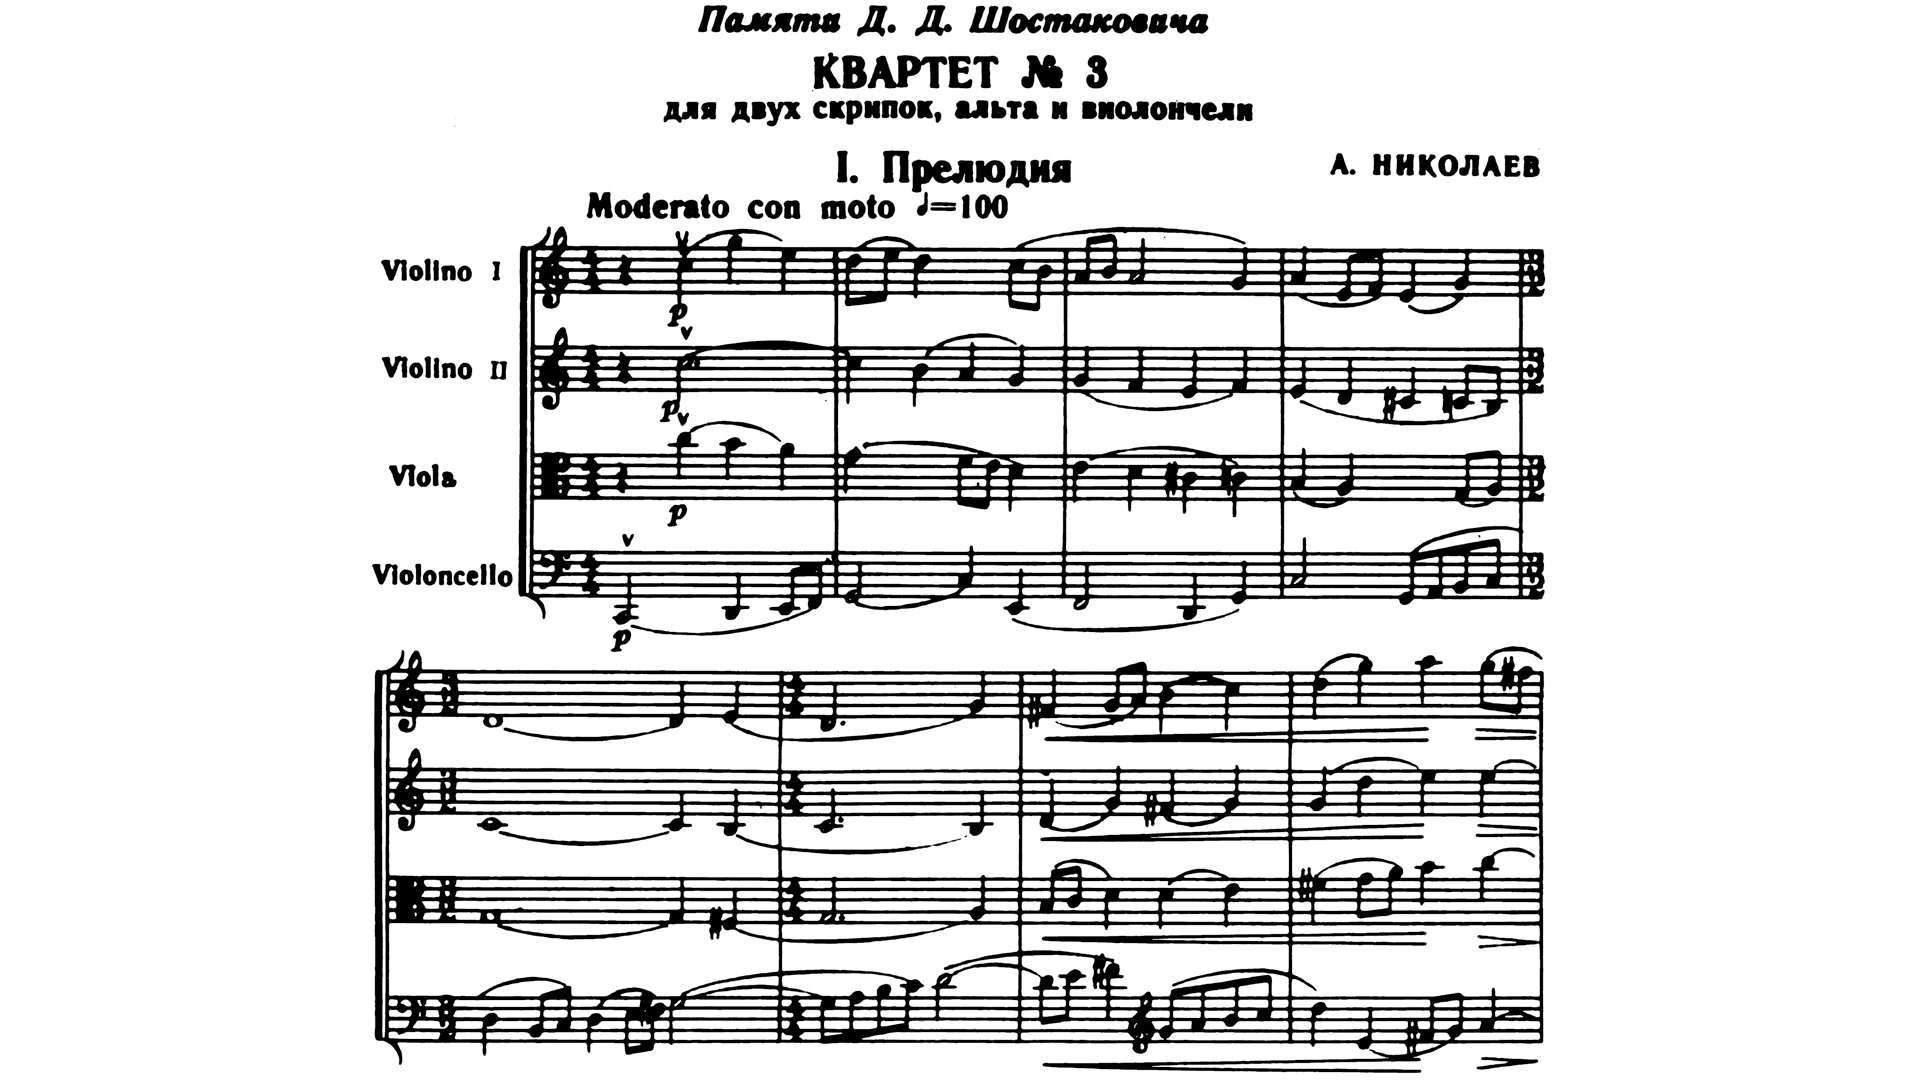 Памяти Д. Д. Шостаковича
КВАРТЕТ № 3
для двух скрипок, альта и виолончели
I. Прелюдия
А. НИКОЛАЕВ
Moderato con moto ♩=100
Violino I
p
Violino II
p
Viola
p
Violoncello
p